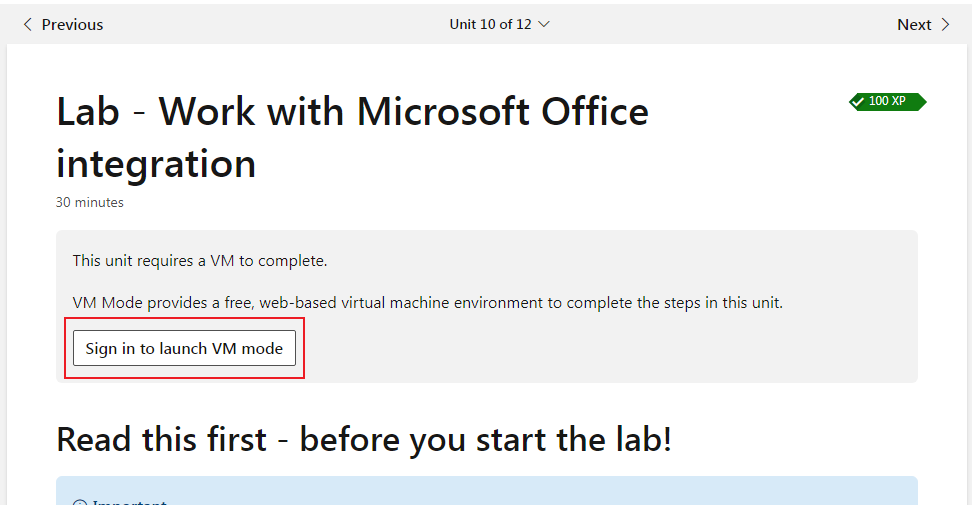 Previous
Unit 10 of 12
Next
Lab - Work with Microsoft Office
integration
100 XP
30 minutes
This unit requires a VM to complete.
VM Mode provides a free, web-based virtual machine environment to complete the steps in this unit.
Sign in to launch VM mode
Read this first - before you start the lab!
Important